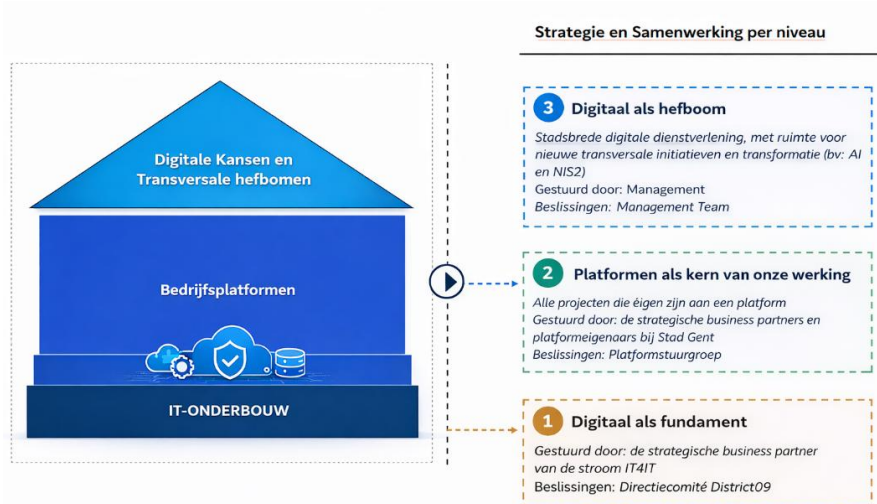 Strategie en Samenwerking per niveau
Digitale Kansen en
Transversale hefbomen
Bedrijfsplatformen
IT-ONDERBOUW
3 Digitaal als hefboom
Stadsbrede digitale dienstverlening, met ruimte voor
nieuwe transversale initiatieven en transformatie (bv: AI
en NIS2)
Gestuurd door: Management
Beslissingen: Management Team
2 Platformen als kern van onze werking
Alle projecten die éigen zijn aan een platform
Gestuurd door: de strategische business partners en
platformeigenaars bij Stad Gent
Beslissingen: Platformstuurgroep
1 Digitaal als fundament
Gestuurd door: de strategische business partner
van de stroom IT4IT
Beslissingen: Directiecomité District09